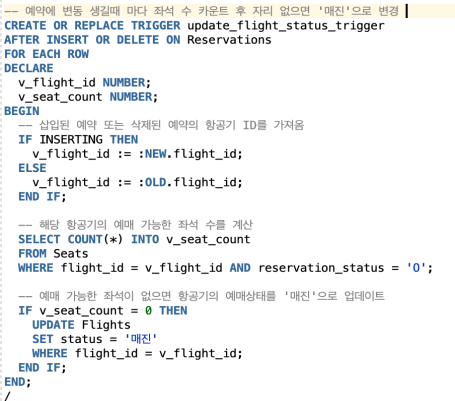 -- 예약에 변동 생길때 마다 좌석 수 카운트 후 자리 없으면 '매진'으로 변경
CREATE OR REPLACE TRIGGER update_flight_status_trigger
AFTER INSERT OR DELETE ON Reservations
FOR EACH ROW
DECLARE
  v_flight_id NUMBER;
  v_seat_count NUMBER;
BEGIN
  -- 삽입된 예약 또는 삭제된 예약의 항공기 ID를 가져옴
  IF INSERTING THEN
    v_flight_id := :NEW.flight_id;
  ELSE
    v_flight_id := :OLD.flight_id;
  END IF;

  -- 해당 항공기의 예매 가능한 좌석 수를 계산
  SELECT COUNT(*) INTO v_seat_count
  FROM Seats
  WHERE flight_id = v_flight_id AND reservation_status = 'O';

  -- 예매 가능한 좌석이 없으면 항공기의 예매상태를 '매진'으로 업데이트
  IF v_seat_count = 0 THEN
    UPDATE Flights
    SET status = '매진'
    WHERE flight_id = v_flight_id;
  END IF;
END;
/